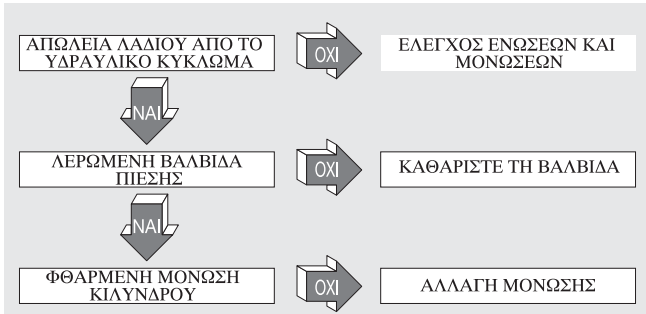 ΑΠΩΛΕΙΑ ΛΑΔΙΟΥ ΑΠΟ ΤΟ
ΥΔΡΑΥΛΙΚΟ ΚΥΚΛΩΜΑ
ΟΧΙ
ΕΛΕΓΧΟΣ ΕΝΩΣΕΩΝ ΚΑΙ
ΜΟΝΩΣΕΩΝ
ΝΑΙ
ΛΕΡΩΜΕΝΗ ΒΑΛΒΙΔΑ
ΠΙΕΣΗΣ
ΟΧΙ
ΚΑΘΑΡΙΣΤΕ ΤΗ ΒΑΛΒΙΔΑ
ΝΑΙ
ΦΘΑΡΜΕΝΗ ΜΟΝΩΣΗ
ΚΙΛΥΝΔΡΟΥ
ΟΧΙ
ΑΛΛΑΓΗ ΜΟΝΩΣΗΣ